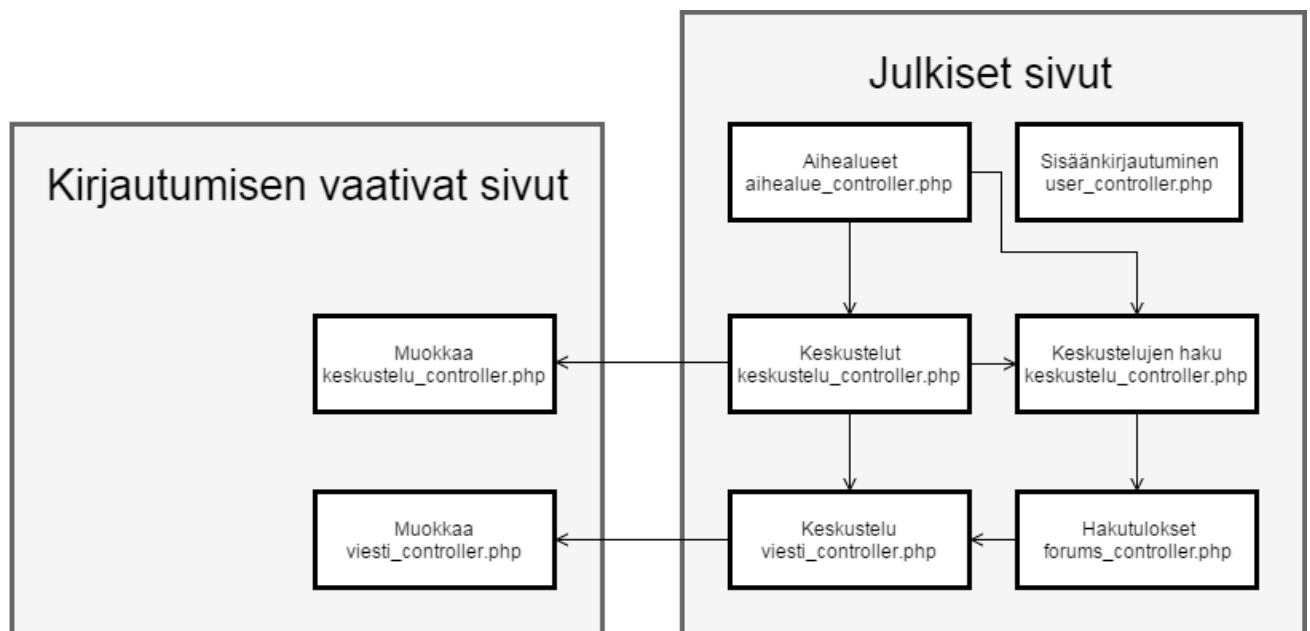 Julkiset sivut
Aihealueet
aihealue_controller.php
Sisäänkirjautuminen
user_controller.php
Kirjautumisen vaativat sivut
Muokkaa
keskustelu_controller.php
Keskustelut
keskustelu_controller.php
Keskustelujen haku
keskustelu_controller.php
Muokkaa
viesti_controller.php
Keskustelu
viesti_controller.php
Hakutulokset
forums_controller.php